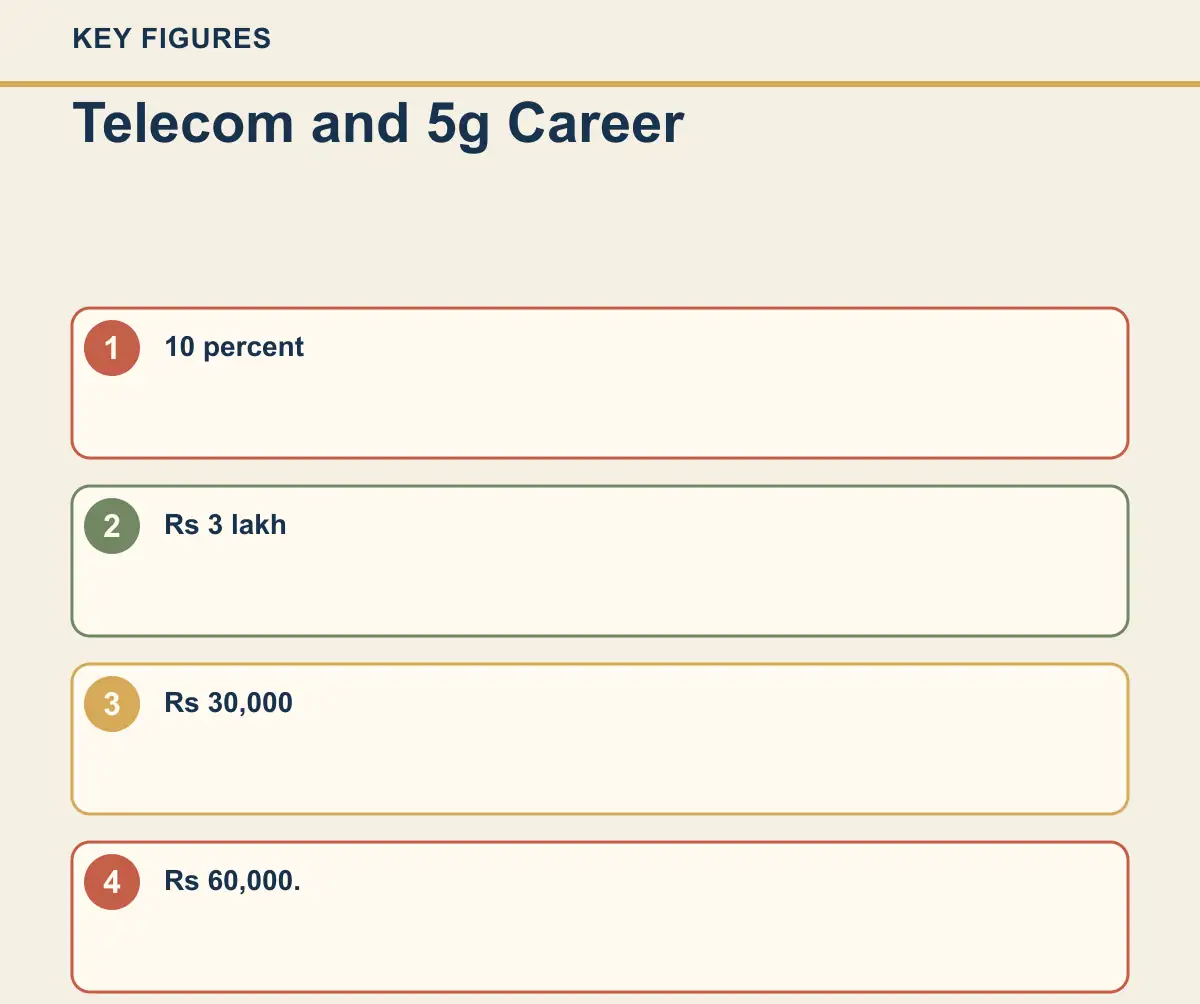 KEY FIGURES
Telecom and 5g Career
1 10 percent
2 Rs 3 lakh
3 Rs 30,000
4 Rs 60,000.